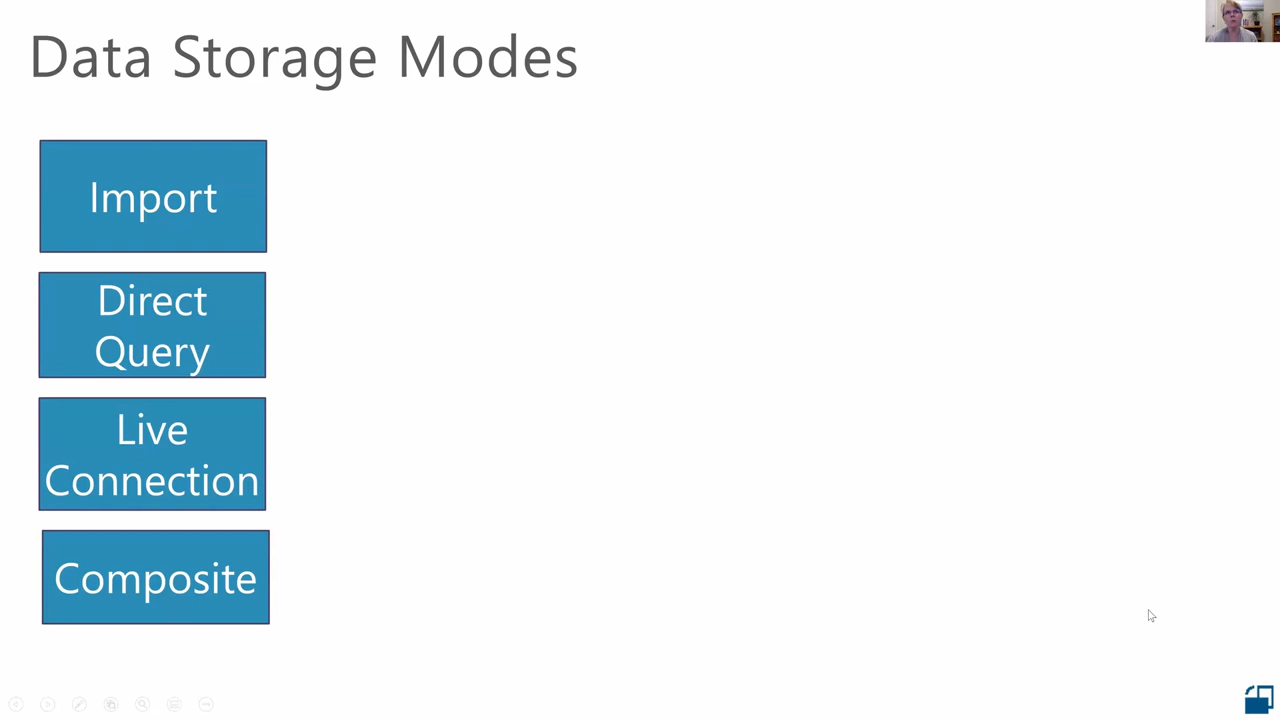 Data Storage Modes
Import
Direct
Query
Live
Connection
Composite